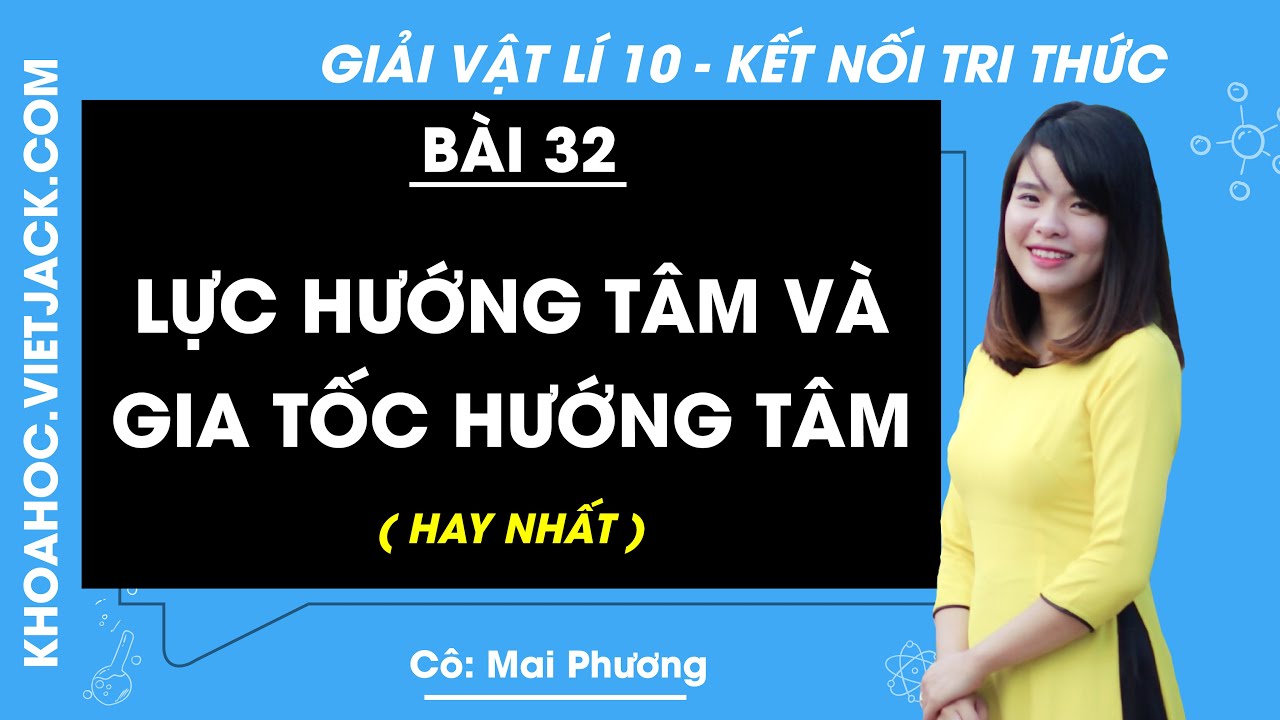 GIẢI VẬT LÍ 10 - KẾT NỐI TRI THỨC
KHOAHOC.VIETJACK.COM
BÀI 32
LỰC HƯỚNG TÂM VÀ
GIA TỐC HƯỚNG TÂM
( HAY NHẤT )
Cô: Mai Phương